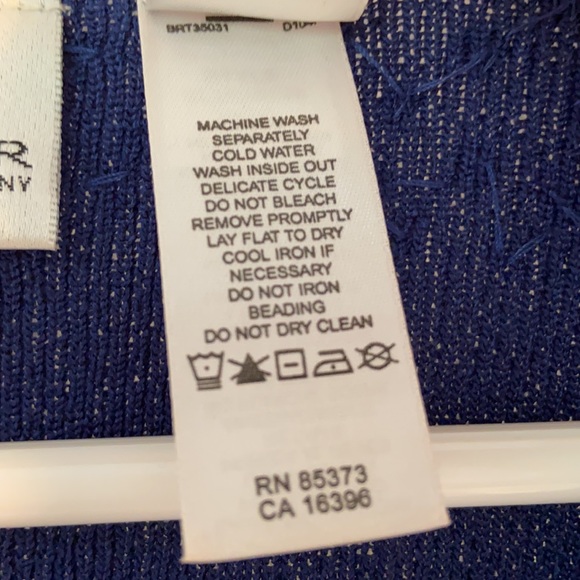 BRT35031
MACHINE WASH
SEPARATELY
COLD WATER
WASH INSIDE OUT
DELICATE CYCLE
DO NOT BLEACH
REMOVE PROMPTLY
LAY FLAT TO DRY
COOL IRON IF
NECESSARY
DO NOT IRON
BEADING
DO NOT DRY CLEAN
RN 85373
CA 16396
R
NY